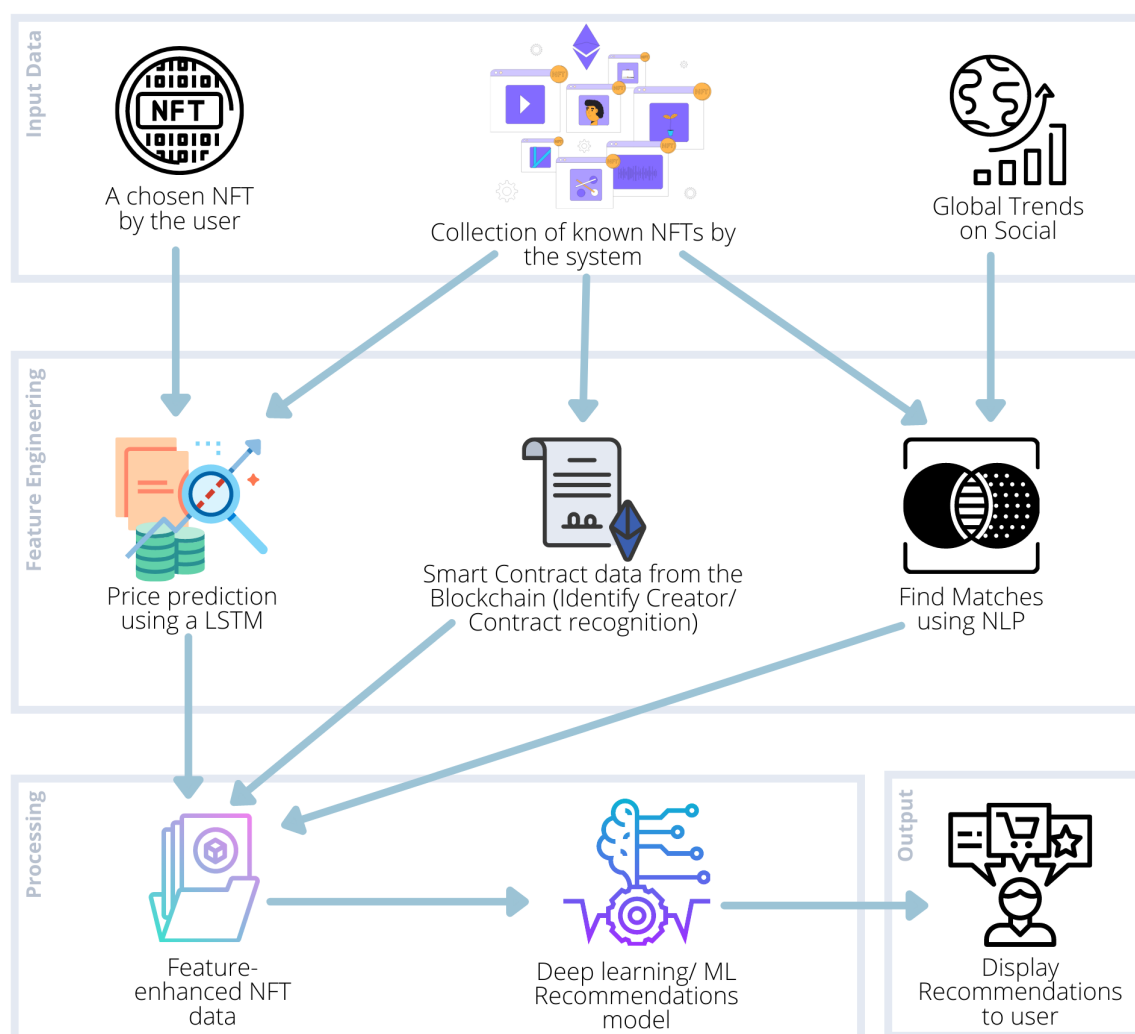 Input Data
NFT
A chosen NFT
by the user
Collection of known NFTs by
the system
Global Trends
on Social
Feature Engineering
Price prediction
using a LSTM
Smart Contract data from the
Blockchain (Identify Creator/
Contract recognition)
Find Matches
using NLP
Processing
Feature-
enhanced NFT
data
Deep learning/ ML
Recommendations
model
Output
Display
Recommendations
to user